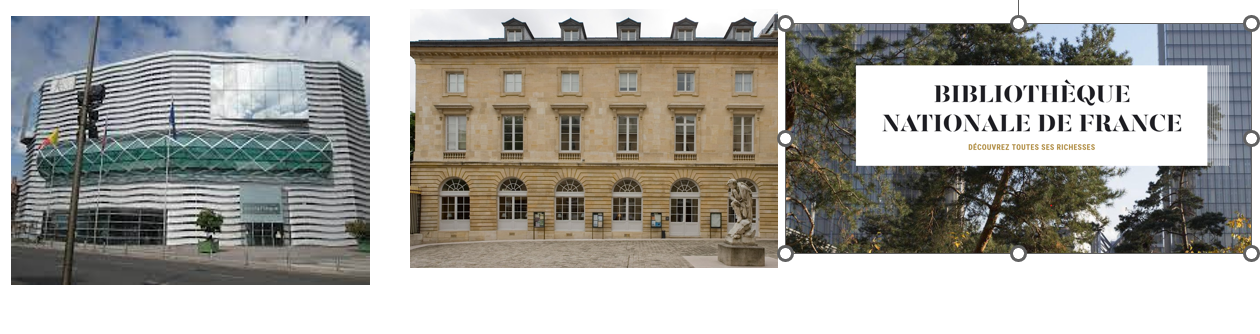 BIBLIOTHÈQUE
NATIONALE DE FRANCE
DÉCOUVREZ TOUTES SES RICHESSES